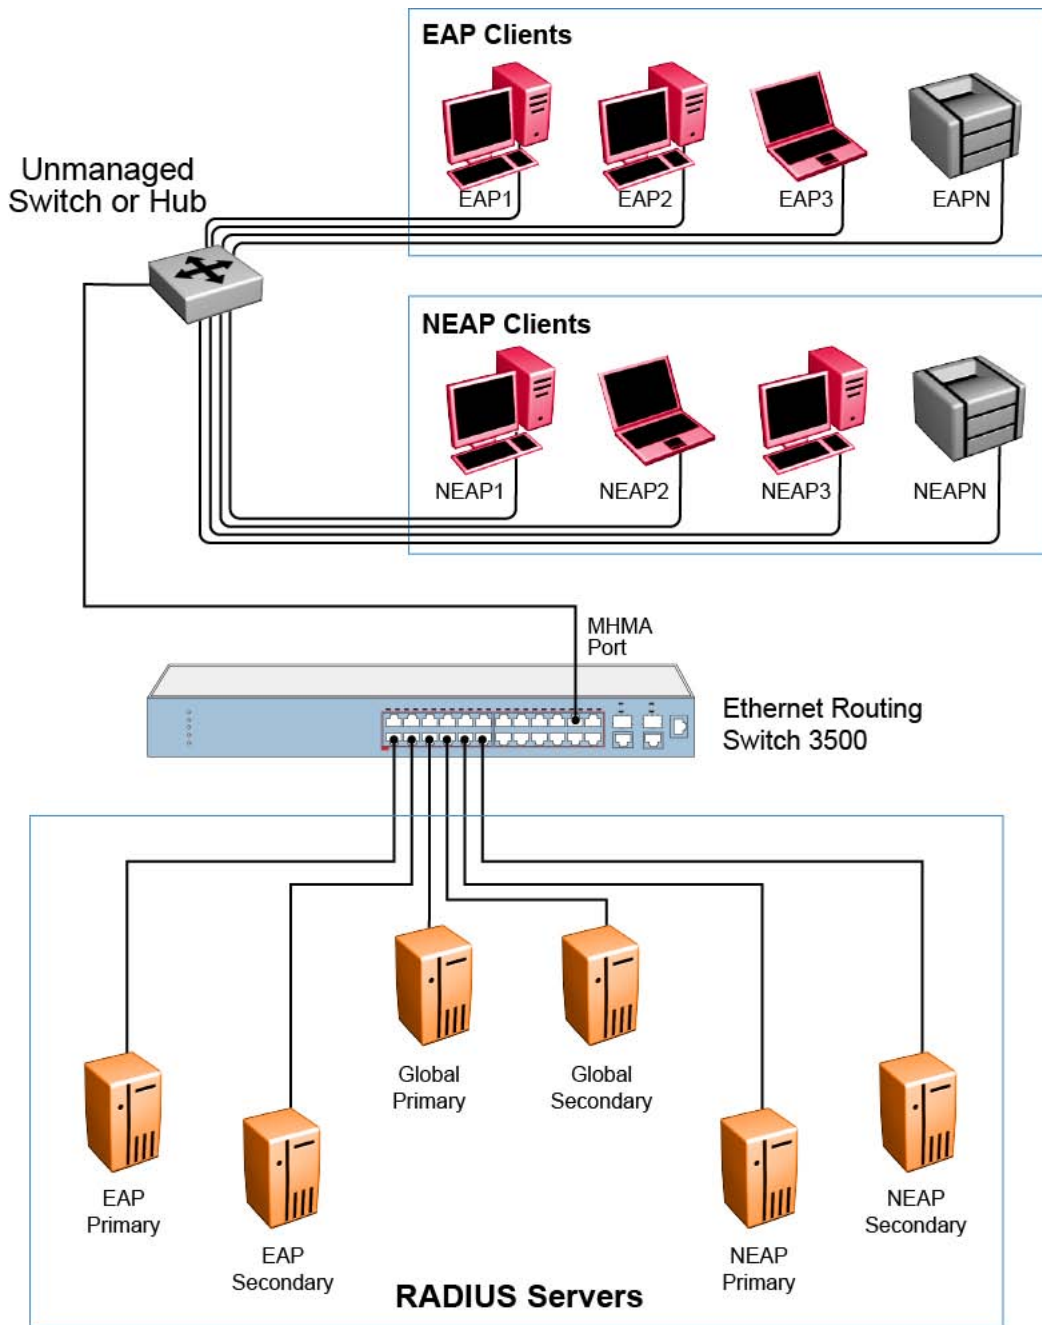 EAP Clients
EAP1
EAP2
EAP3
EAPN
Unmanaged
Switch or Hub
NEAP Clients
NEAP1
NEAP2
NEAP3
NEAPN
MHMA
Port
Ethernet Routing
Switch 3500
Global
Primary
Global
Secondary
EAP
Primary
EAP
Secondary
NEAP
Primary
NEAP
Secondary
RADIUS Servers